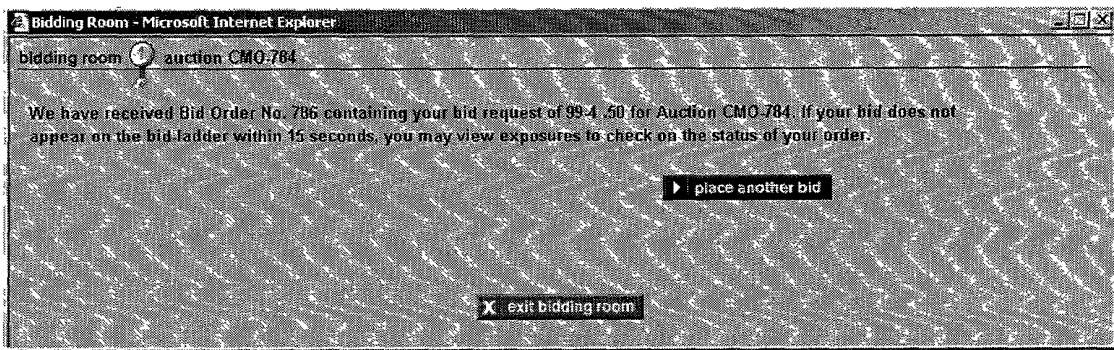 Bidding Room - Microsoft Internet Explorer
bidding room auction CMO-784
We have received Bid Order No. 786 containing your bid request of 99-4 .50 for Auction CMO-784. If your bid does not
appear on the bid ladder within 15 seconds, you may view exposures to check on the status of your order.
place another bid
X exit bidding room